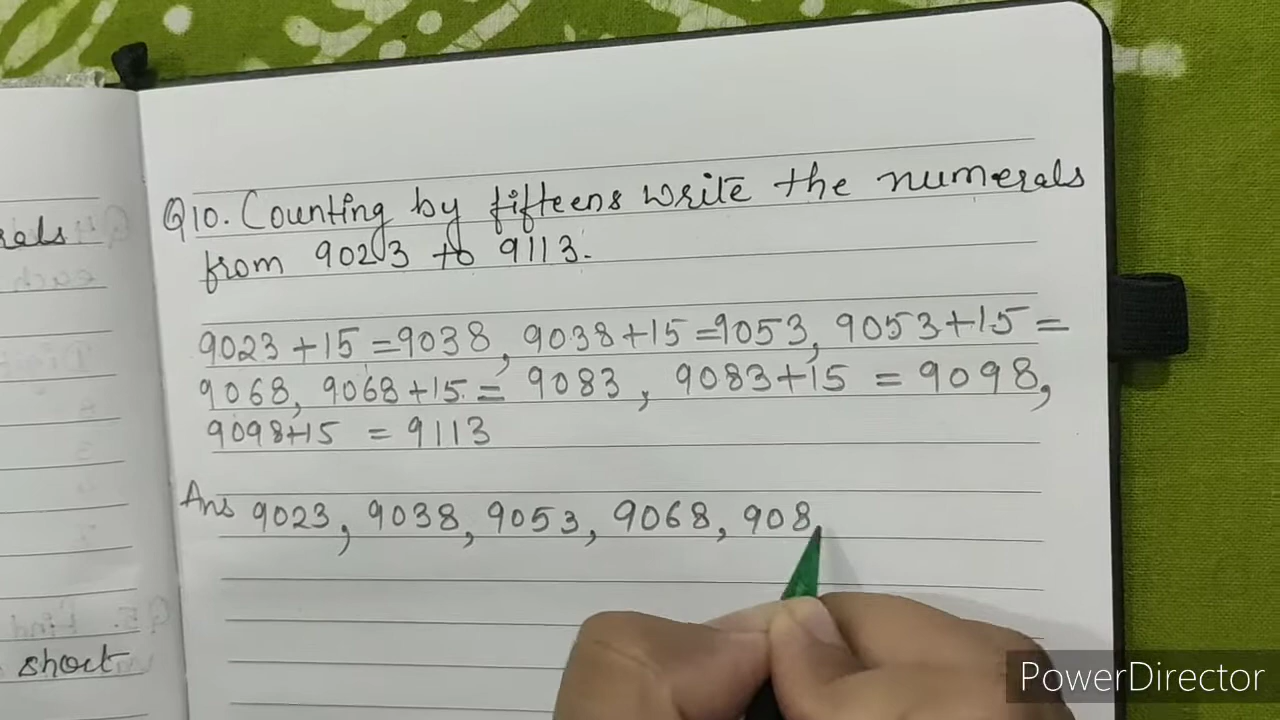 rals
short
Q10. Counting by fifteens write the numerals
from 9023 to 9113.
9023 + 15 = 9038, 9038 + 15 = 9053, 9053 + 15 =
9068, 9068 + 15 = 9083, 9083 + 15 = 9098,
9098 + 15 = 9113
Ans 9023, 9038, 9053, 9068, 908
PowerDirector